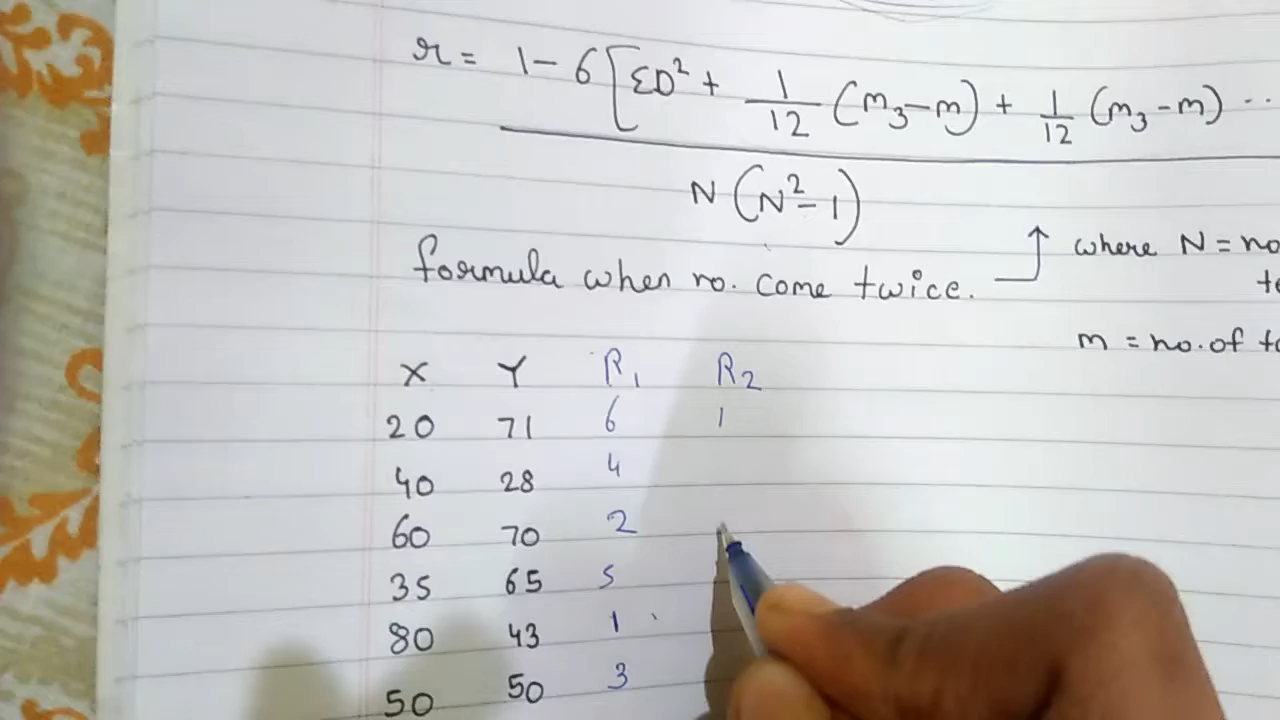 r = 1 - 6 [ΣD² + 1/12 (m₃ - m) + 1/12 (m₃ - m) ...
N (N² - 1)
formula when no. come twice.
where N = no
te
m = no. of
X Y R₁ R₂
20 71 6 1
40 28 4
60 70 2
35 65 5
80 43 1
50 50 3